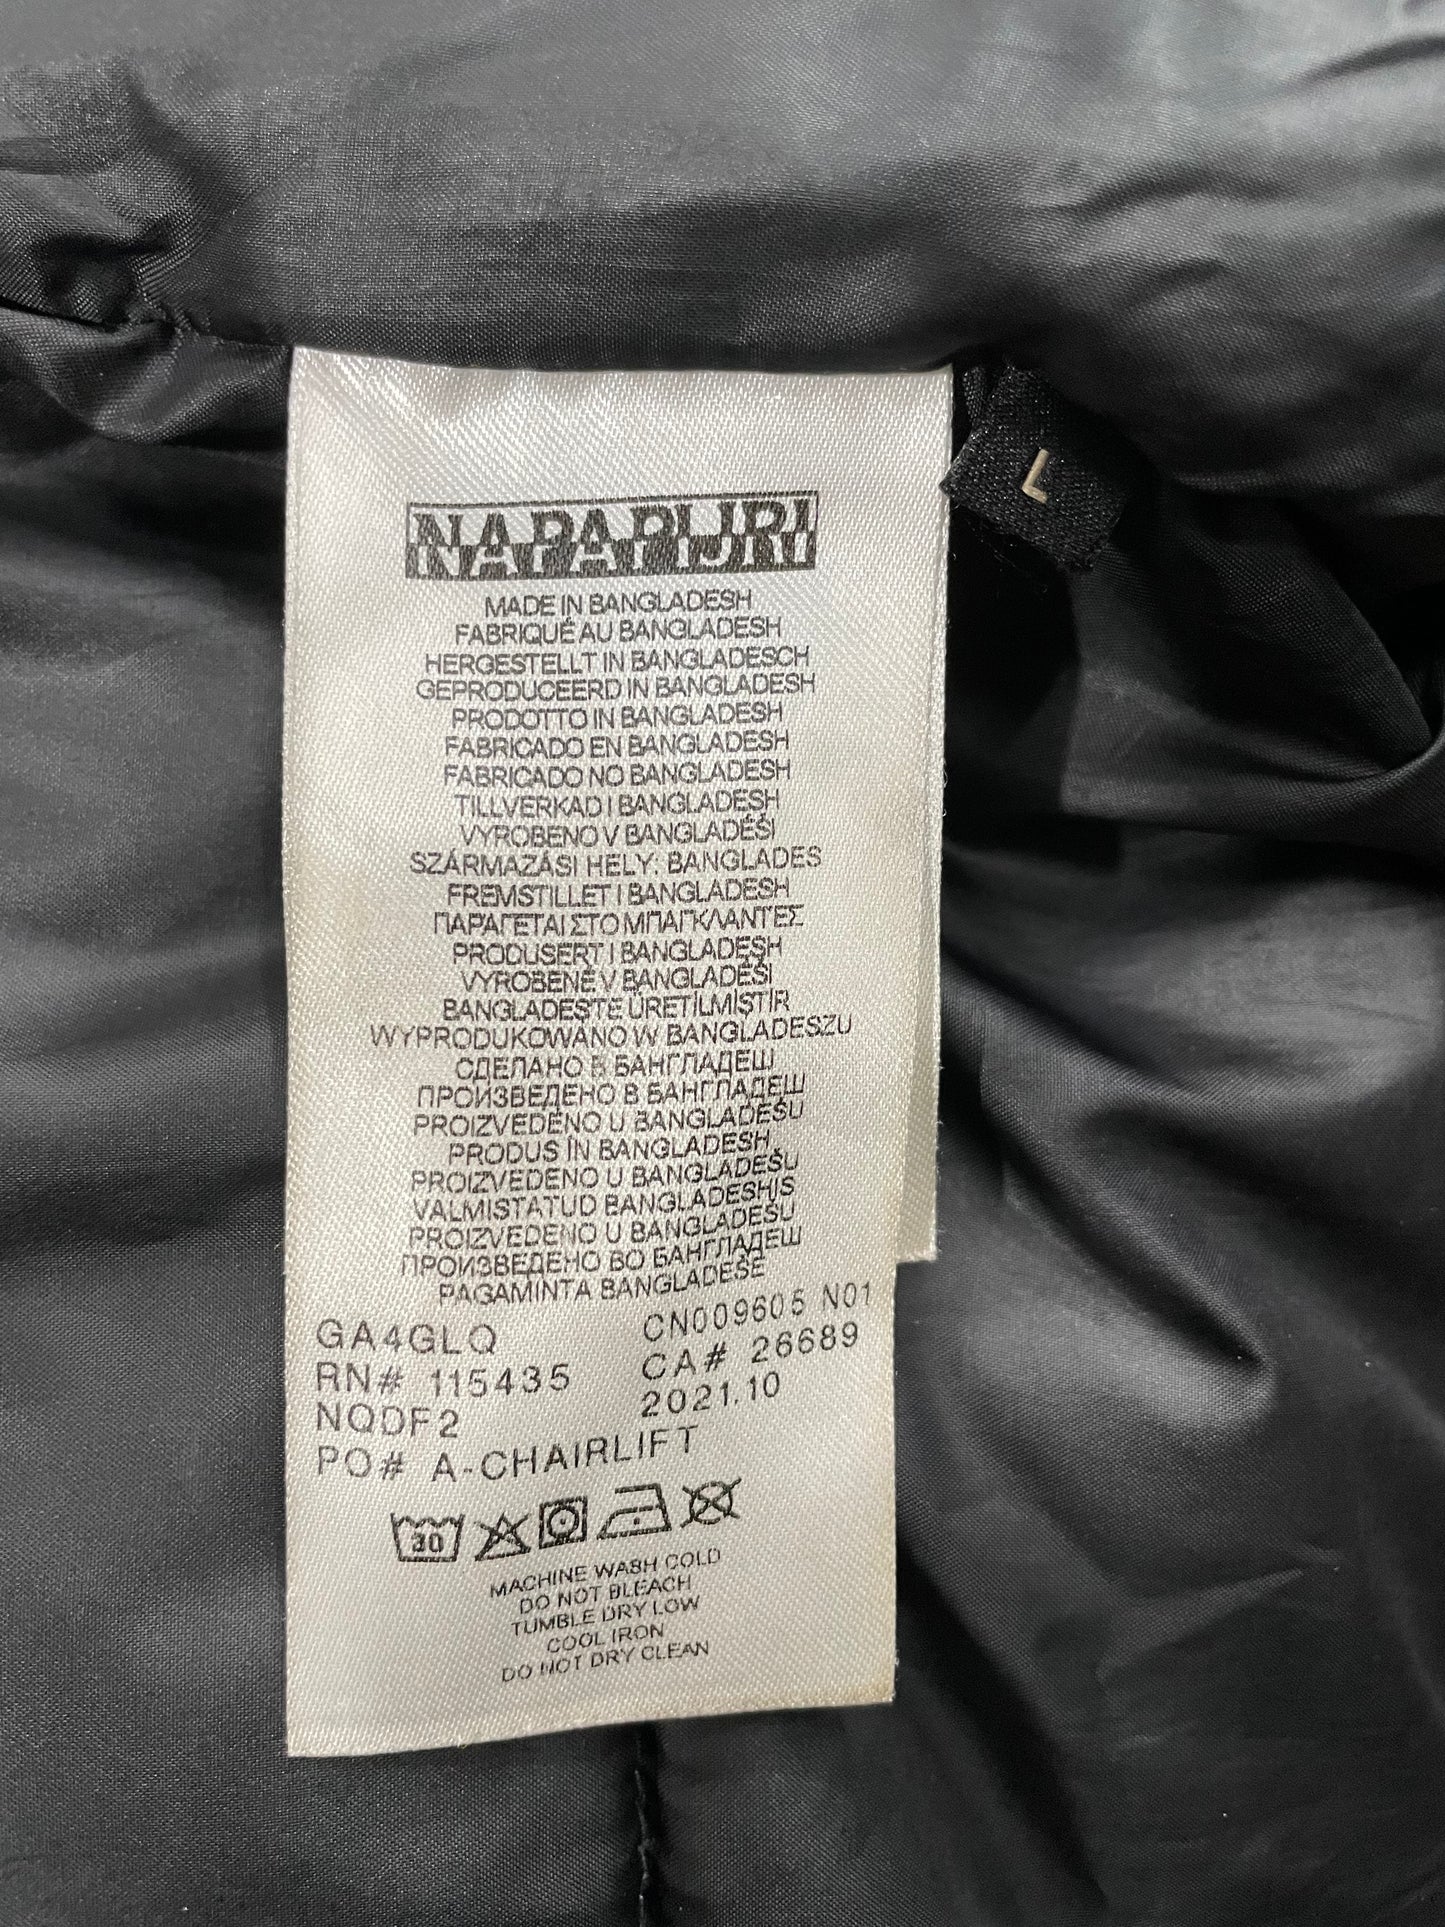 NAPAPIJRI
L
MADE IN BANGLADESH
FABRIQUÉ AU BANGLADESH
HERGESTELLT IN BANGLADESCH
GEPRODUCEERD IN BANGLADESH
PRODOTTO IN BANGLADESH
FABRICADO EN BANGLADESH
FABRICADO NO BANGLADESH
TILLVERKAD I BANGLADESH
VYROBENO V BANGLADÉŠI
SZÁRMAZÁSI HELY: BANGLADES
FREMSTILLET I BANGLADESH
ΠΑΡΑΓΕΤΑΙ ΣΤΟ ΜΠΑΓΚΛΑΝΤΕΣ
PRODUSERT I BANGLADESH
VYROBENÉ V BANGLADÉŠI
BANGLADEŞTE ÜRETİLMİŞTİR
WYPRODUKOWANO W BANGLADESZU
СДЕЛАНО В БАНГЛАДЕШ
ПРОИЗВЕДЕНО В БАНГЛАДЕШ
PROIZVEDENO U BANGLADEŠU
PRODUS ÎN BANGLADESH
PROIZVEDENO U BANGLADEŠU
VALMISTATUD BANGLADESHIS
PROIZVEDENO U BANGLADEŠU
ПРОИЗВЕДЕНО ВО БАНГЛАДЕШ
PAGAMINTA BANGLADEŠE
GA4GLQ CN009605 N01
RN# 115435 CA# 26689
NQDF2 2021.10
PO# A-CHAIRLIFT
30
MACHINE WASH COLD
DO NOT BLEACH
TUMBLE DRY LOW
COOL IRON
DO NOT DRY CLEAN